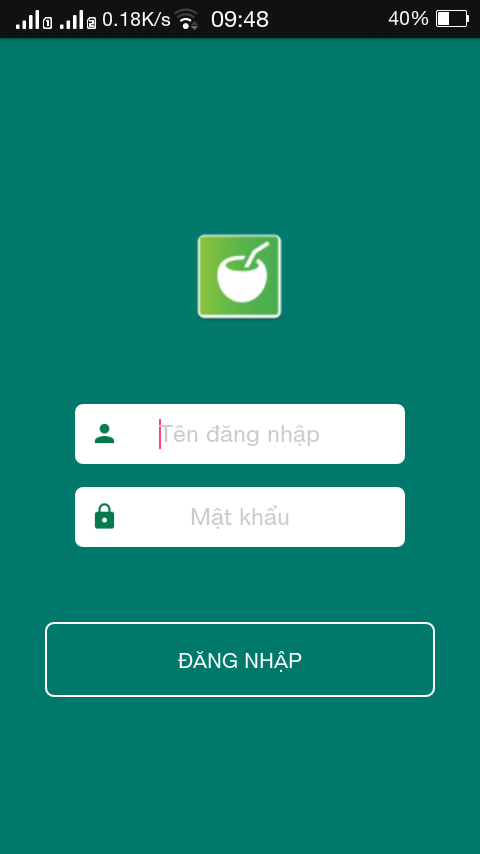 0.18K/s 09:48 40%
Tên đăng nhập
Mật khẩu
ĐĂNG NHẬP